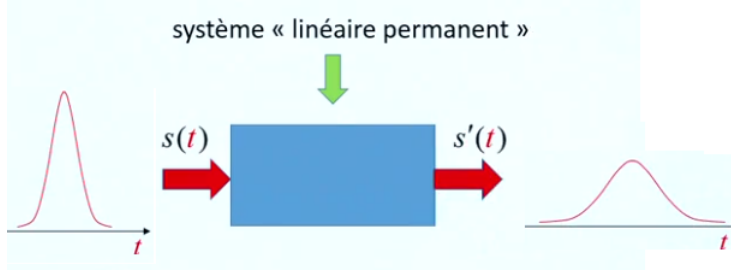 système « linéaire permanent »
s(t)
s′(t)
t
t